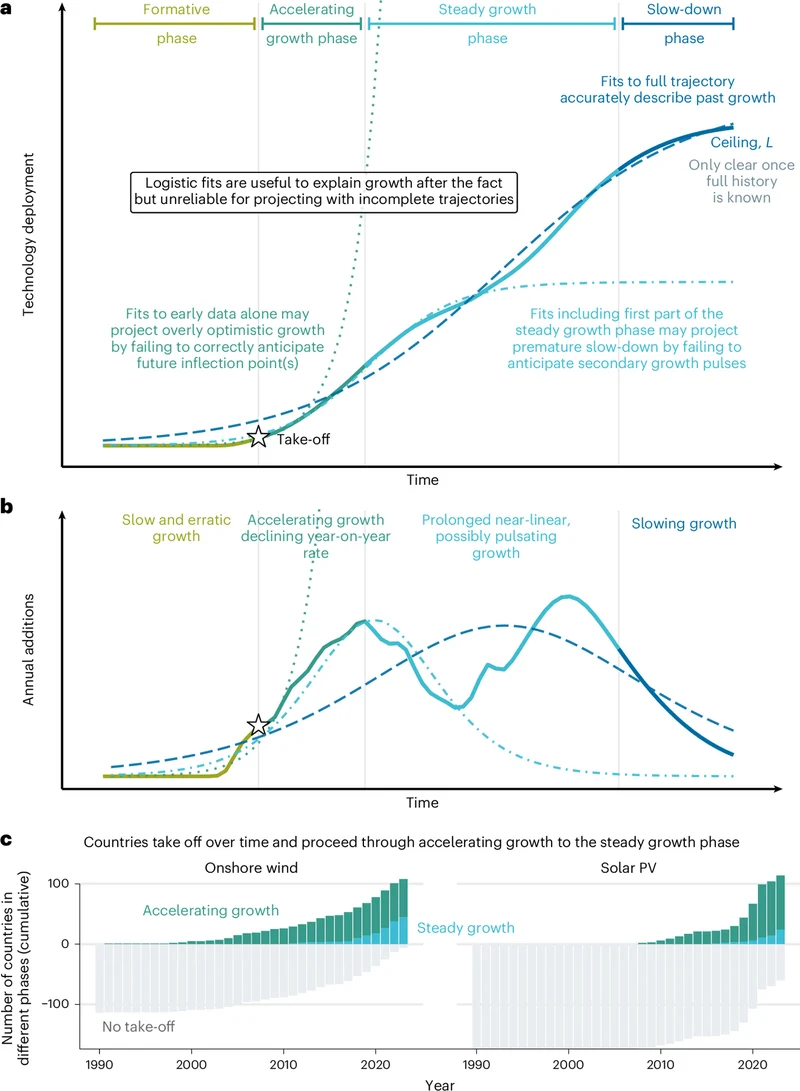 a
Formative
phase
Accelerating
growth phase
Steady growth
phase
Slow-down
phase
Fits to full trajectory
accurately describe past growth
Ceiling, L
Only clear once
full history
is known
Logistic fits are useful to explain growth after the fact
but unreliable for projecting with incomplete trajectories
Technology deployment
Fits to early data alone may
project overly optimistic growth
by failing to correctly anticipate
future inflection point(s)
Fits including first part of the
steady growth phase may project
premature slow-down by failing to
anticipate secondary growth pulses
Take-off
Time
b
Slow and erratic
growth
Accelerating growth
declining year-on-year
rate
Prolonged near-linear,
possibly pulsating
growth
Slowing growth
Annual additions
Time
c
Countries take off over time and proceed through accelerating growth to the steady growth phase
Onshore wind
Solar PV
Number of countries in
different phases (cumulative)
100
0
–100
Accelerating growth
Steady growth
No take-off
1990
2000
2010
2020
1990
2000
2010
2020
Year